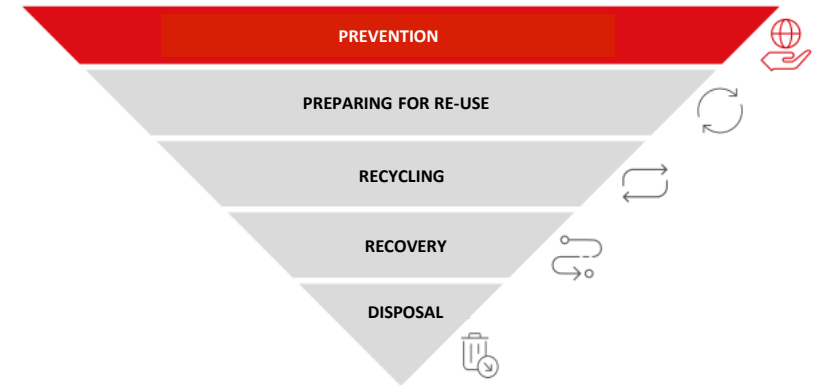 PREVENTION
PREPARING FOR RE-USE
RECYCLING
RECOVERY
DISPOSAL